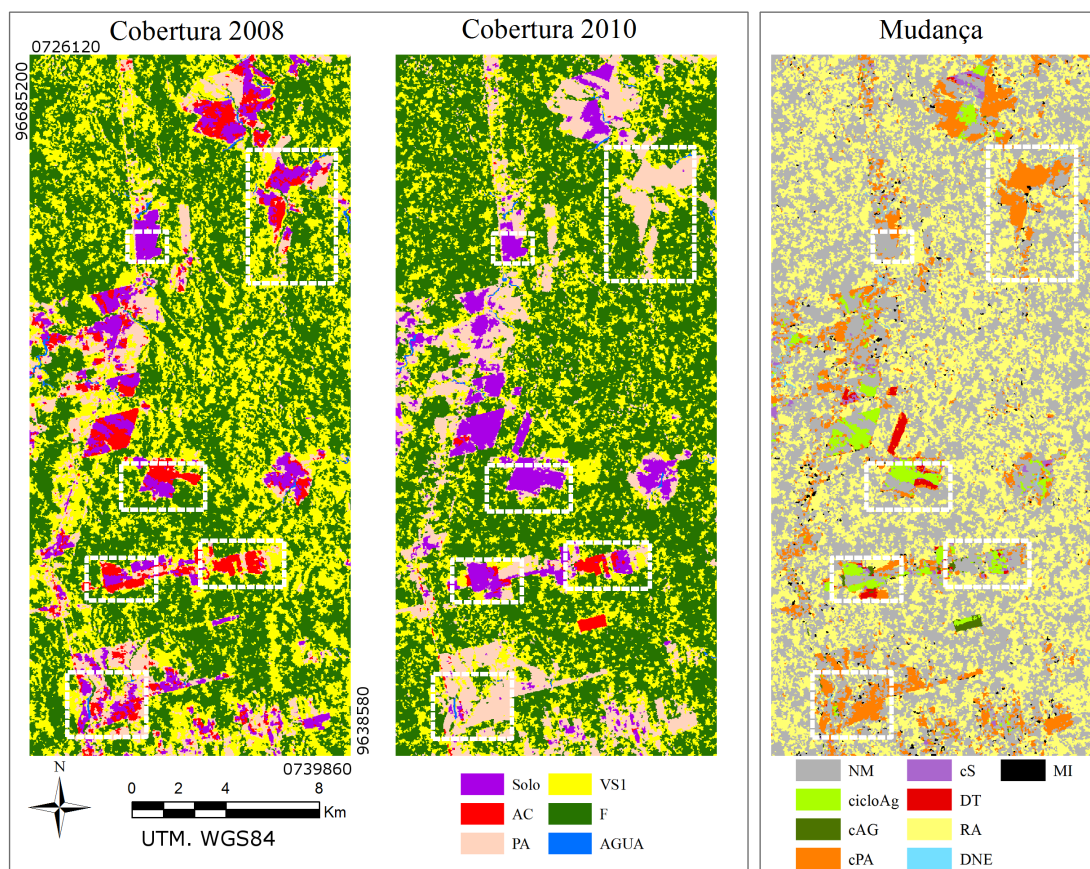 Cobertura 2008
Cobertura 2010
Mudança
0726120
96685200
9638580
0739860
N
0 2 4 8
Km
UTM. WGS84
Solo
VS1
AC
F
PA
AGUA
NM
cS
MI
cicloAg
DT
cAG
RA
cPA
DNE